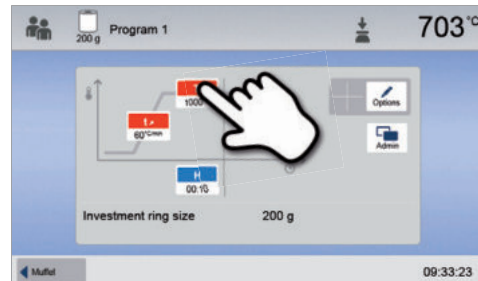 200 g
Program 1
703 °C
T
1000
t↗
60°C/min
H
00:10
Options
Admin
Investment ring size 200 g
Muffel
09:33:23